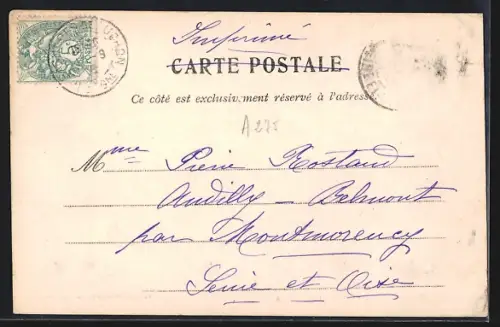 Imprimé
CARTE POSTALE
Ce côté est exclusivement réservé à l'adresse
A275
Mme Pierre Rostand
Andilly — Belmont
par Montmorency
Seine et Oise